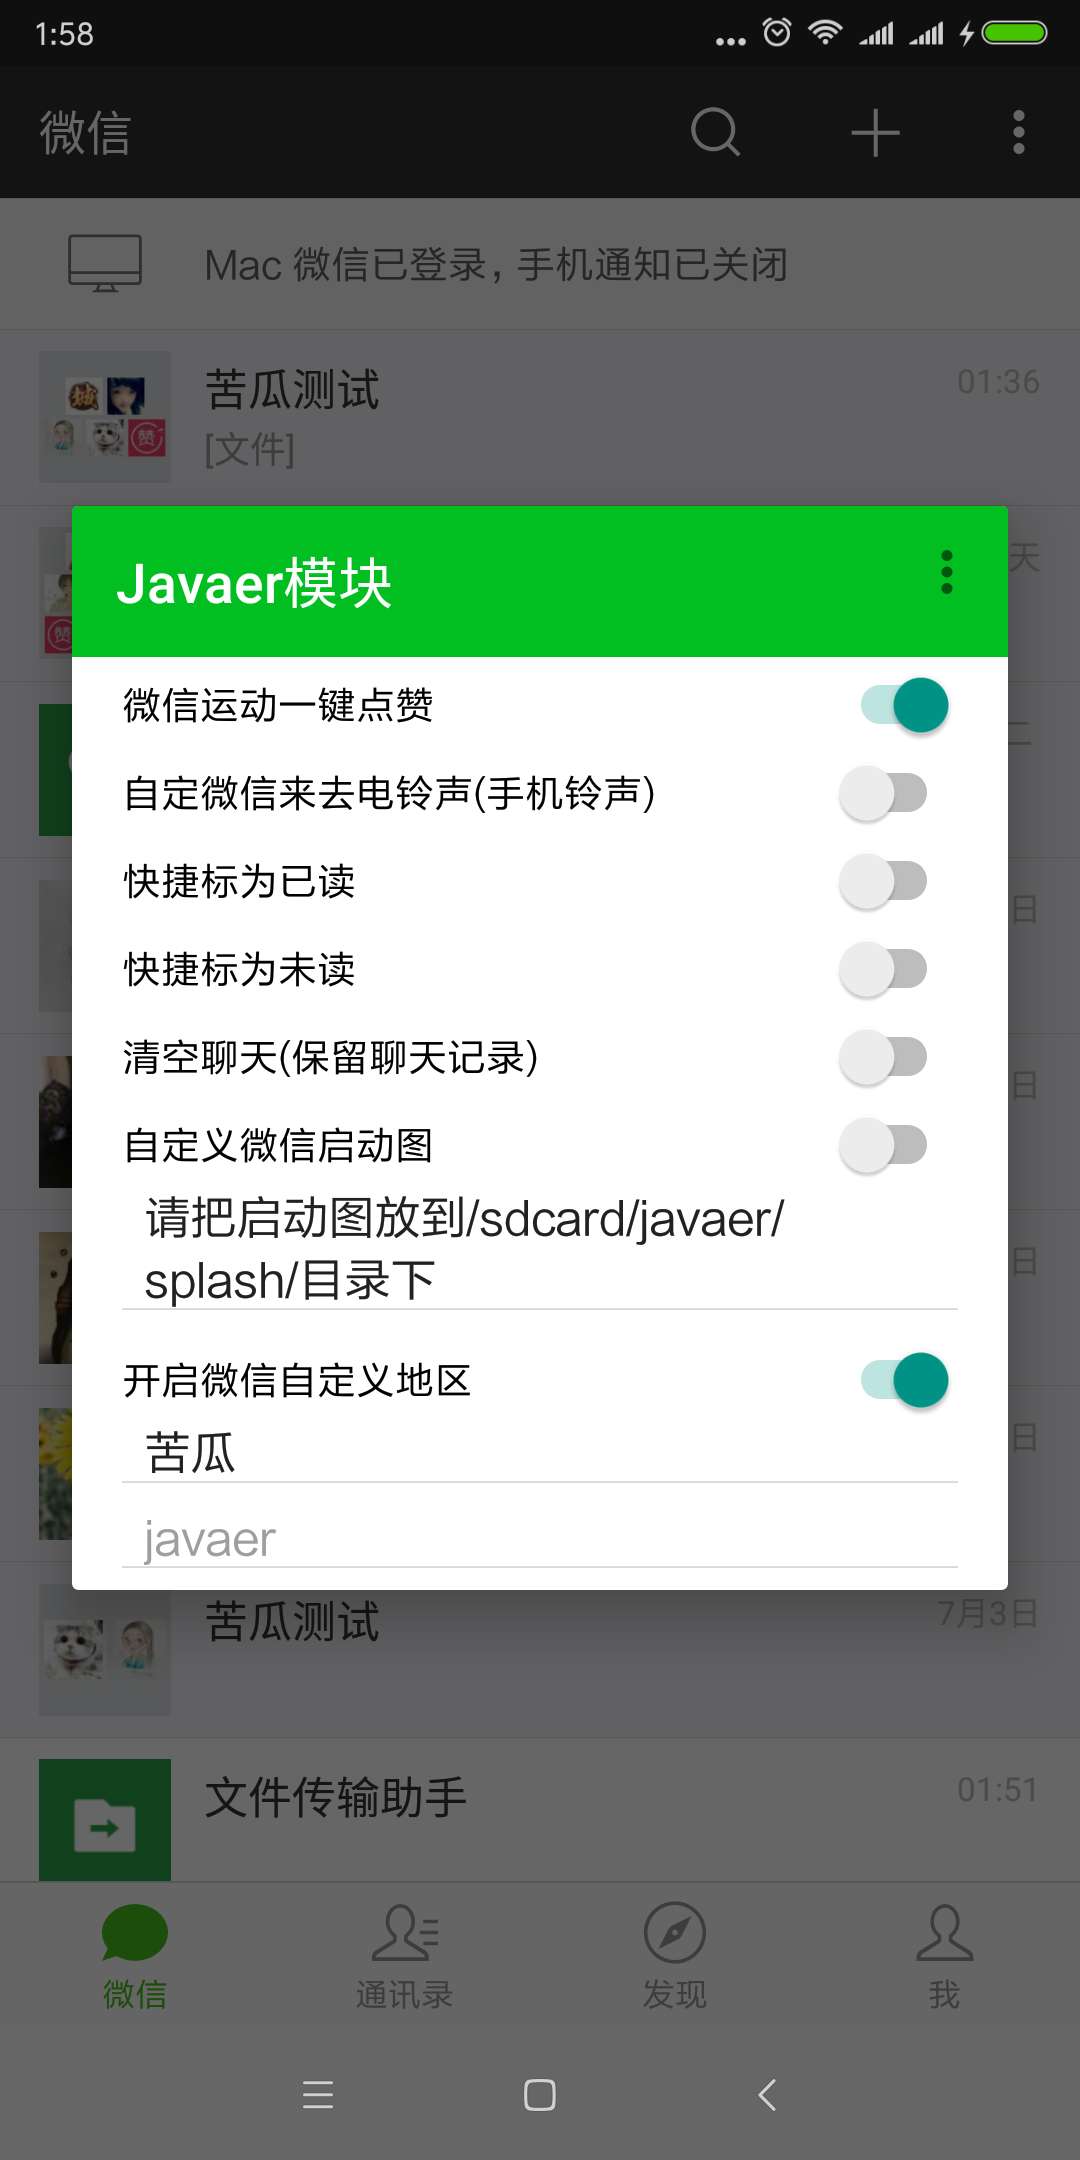 1:58
微信
Mac 微信已登录, 手机通知已关闭
苦瓜测试
01:36
[文件]
天
Javaer模块
微信运动一键点赞
自定微信来去电铃声(手机铃声)
快捷标为已读
日
快捷标为未读
清空聊天(保留聊天记录)
日
自定义微信启动图
请把启动图放到/sdcard/javaer/
splash/目录下
日
开启微信自定义地区
日
苦瓜
javaer
苦瓜测试
7月3日
文件传输助手
01:51
微信
通讯录
发现
我